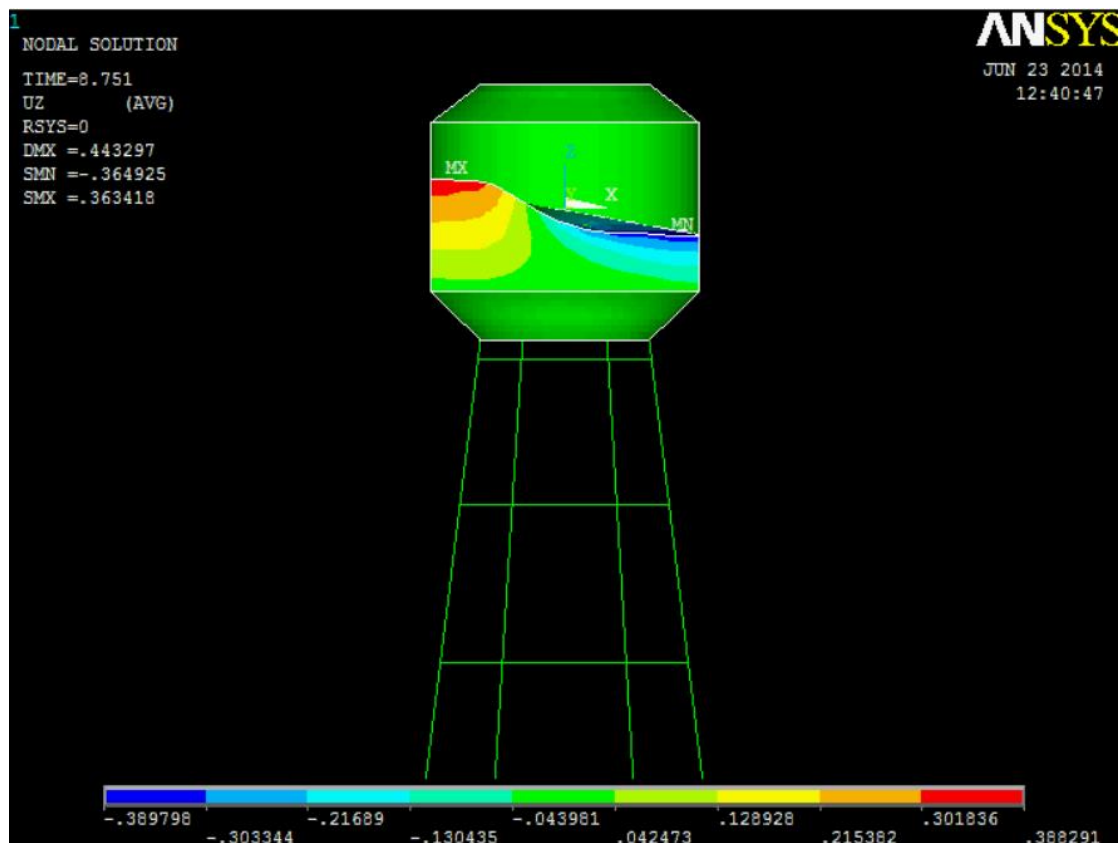 1
NODAL SOLUTION
TIME=8.751
UZ (AVG)
RSYS=0
DMX =.443297
SMN =-.364925
SMX =.363418
ANSYS
JUN 23 2014
12:40:47
MX
Z
Y X
MN
-.389798 -.21689 -.043981 .128928 .301836
-.303344 -.130435 .042473 .215382 .388291